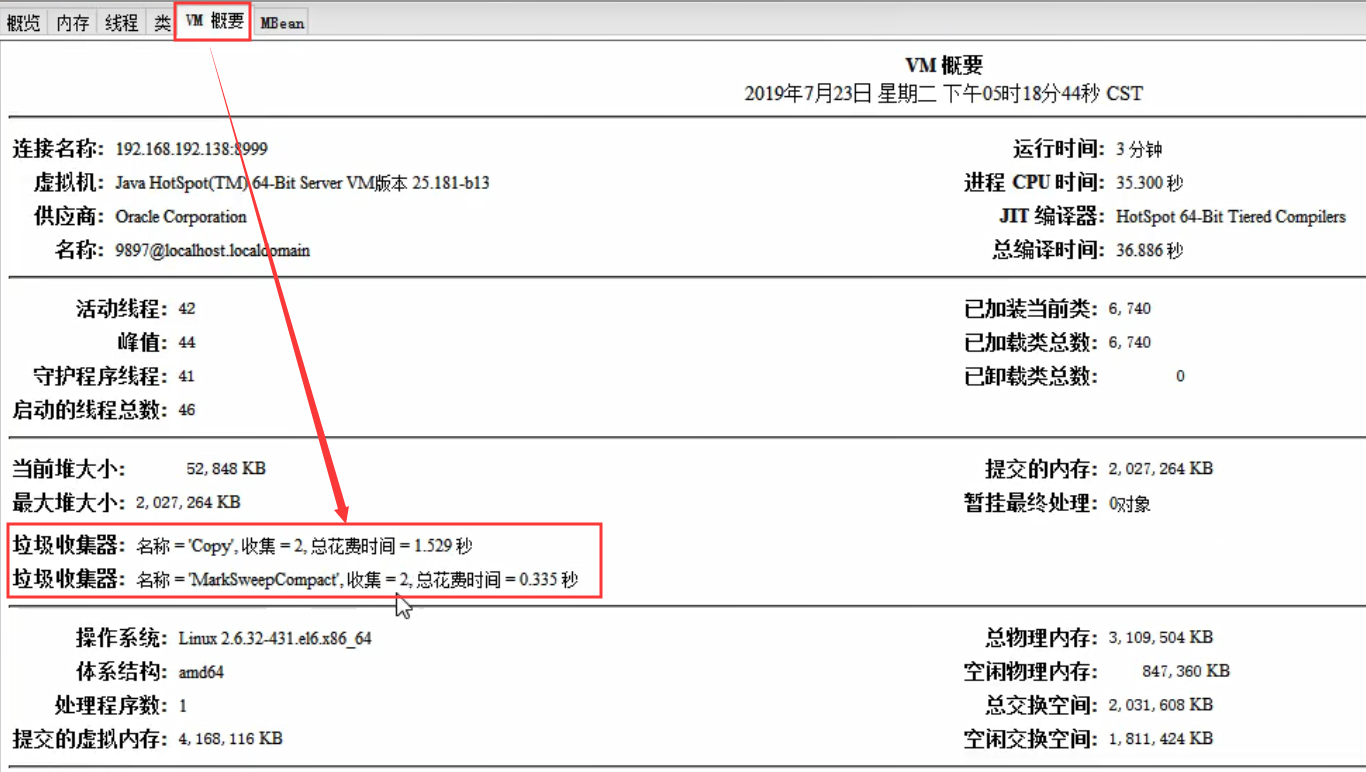 概览 内存 线程 类 VM 概要 MBean
VM 概要
2019年7月23日 星期二 下午05时18分44秒 CST
连接名称: 192.168.192.138:8999 运行时间: 3 分钟
虚拟机: Java HotSpot(TM) 64-Bit Server VM版本 25.181-b13 进程 CPU 时间: 35.300 秒
供应商: Oracle Corporation JIT 编译器: HotSpot 64-Bit Tiered Compilers
名称: 9897@localhost.localdomain 总编译时间: 36.886 秒
活动线程: 42 已加装当前类: 6,740
峰值: 44 已加载类总数: 6,740
守护程序线程: 41 已卸载类总数: 0
启动的线程总数: 46
当前堆大小: 52,848 KB 提交的内存: 2,027,264 KB
最大堆大小: 2,027,264 KB 暂挂最终处理: 0对象
垃圾收集器: 名称 = 'Copy', 收集 = 2, 总花费时间 = 1.529 秒
垃圾收集器: 名称 = 'MarkSweepCompact', 收集 = 2, 总花费时间 = 0.335 秒
操作系统: Linux 2.6.32-431.el6.x86_64 总物理内存: 3,109,504 KB
体系结构: amd64 空闲物理内存: 847,360 KB
处理程序数: 1 总交换空间: 2,031,608 KB
提交的虚拟内存: 4,168,116 KB 空闲交换空间: 1,811,424 KB